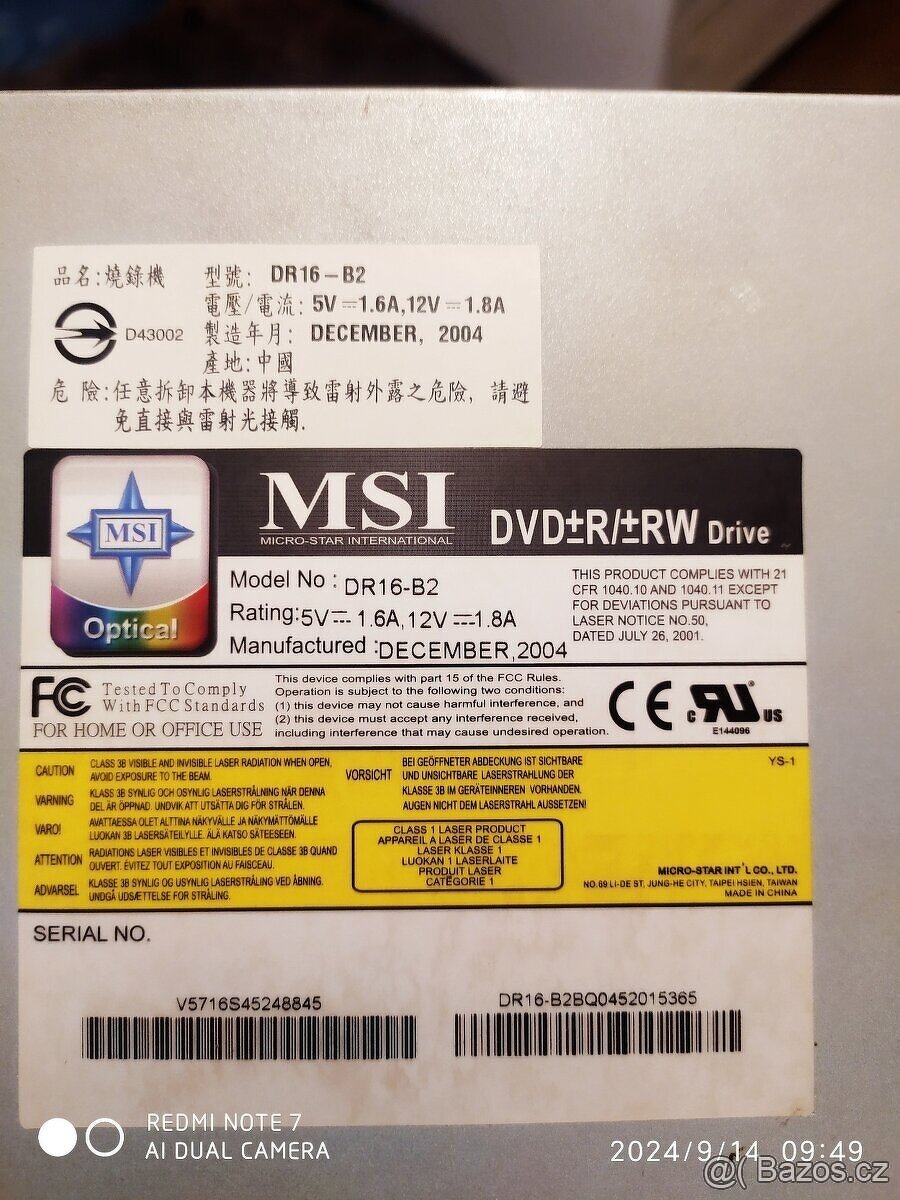 品名:燒錄機 型號: DR16-B2
電壓/電流: 5V⎓1.6A,12V⎓1.8A
D43002 製造年月: DECEMBER, 2004
產地:中國
危 險:任意拆卸本機器將導致雷射外露之危險, 請避
免直接與雷射光接觸.
MSI
Optical
MSI
MICRO-STAR INTERNATIONAL
DVD±R/±RW Drive
Model No : DR16-B2
Rating:5V⎓ 1.6A,12V⎓1.8A
Manufactured :DECEMBER,2004
THIS PRODUCT COMPLIES WITH 21
CFR 1040.10 AND 1040.11 EXCEPT
FOR DEVIATIONS PURSUANT TO
LASER NOTICE NO.50,
DATED JULY 26, 2001.
FC Tested To Comply
With FCC Standards
FOR HOME OR OFFICE USE
This device complies with part 15 of the FCC Rules.
Operation is subject to the following two conditions:
(1) this device may not cause harmful interference, and
(2) this device must accept any interference received,
including interference that may cause undesired operation.
CE
c RU US
E144096
CAUTION CLASS 3B VISIBLE AND INVISIBLE LASER RADIATION WHEN OPEN,
AVOID EXPOSURE TO THE BEAM.
VARNING KLASS 3B SYNLIG OCH OSYNLIG LASERSTRÅLNING NÄR DENNA
DEL ÄR ÖPPNAD. UNDVIK ATT UTSÄTTA DIG FÖR STRÅLEN.
VARO! AVATTAESSA OLET ALTTINA NÄKYVÄLLE JA NÄKYMÄTTÖMÄLLE
LUOKAN 3B LASERSÄTEILYLLE. ÄLÄ KATSO SÄTEESEEN.
ATTENTION RADIATIONS LASER VISIBLES ET INVISIBLES DE CLASSE 3B QUAND
OUVERT. ÉVITEZ TOUT EXPOSITION AU FAISCEAU.
ADVARSEL KLASSE 3B SYNLIG OG USYNLIG LASERSTRÅLING VED ÅBNING.
UNDGÅ UDSÆTTELSE FOR STRÅLING.
VORSICHT BEI GEÖFFNETER ABDECKUNG IST SICHTBARE
UND UNSICHTBARE LASERSTRAHLUNG DER
KLASSE 3B IM GERÄTEINNEREN VORHANDEN.
AUGEN NICHT DEM LASERSTRAHL AUSSETZEN!
YS-1
CLASS 1 LASER PRODUCT
APPAREIL A LASER DE CLASSE 1
LASER KLASSE 1
LUOKAN 1 LASERLAITE
PRODUIT LASER
CATÉGORIE 1
MICRO-STAR INT'L CO., LTD.
NO.69 LI-DE ST, JUNG-HE CITY, TAIPEI HSIEN, TAIWAN
MADE IN CHINA
SERIAL NO.
V5716S45248845
DR16-B2BQ0452015365
REDMI NOTE 7
AI DUAL CAMERA
2024/9/14 09:49
@( Bazos.cz